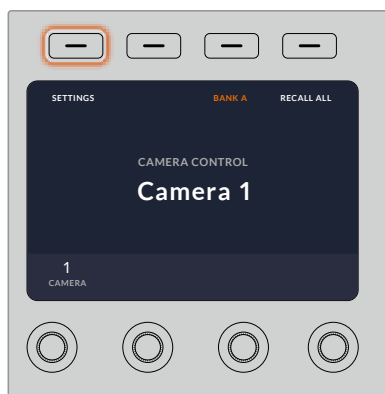 SETTINGS BANK A RECALL ALL
CAMERA CONTROL
Camera 1
1
CAMERA